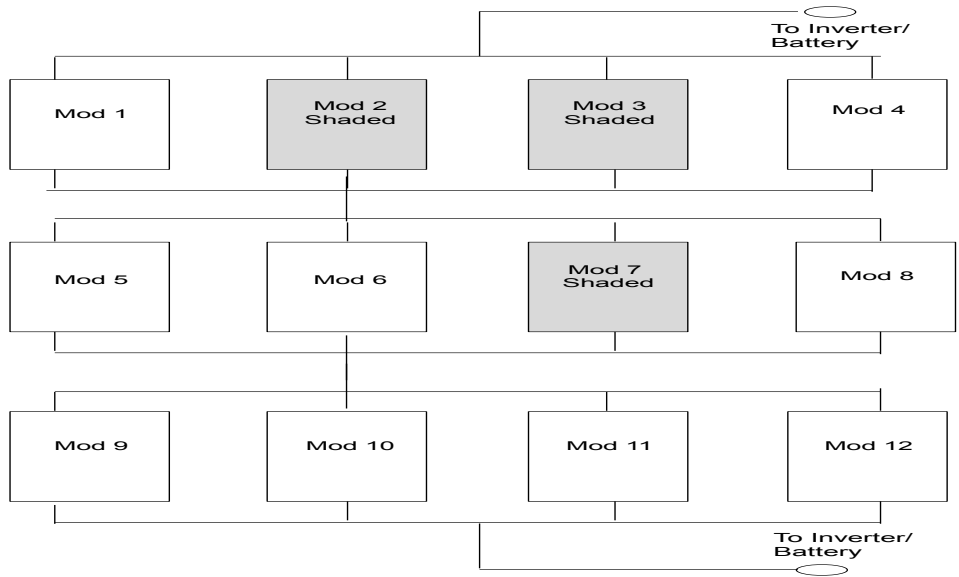 To Inverter/
Battery
Mod 1
Mod 2
Shaded
Mod 3
Shaded
Mod 4
Mod 5
Mod 6
Mod 7
Shaded
Mod 8
Mod 9
Mod 10
Mod 11
Mod 12
To Inverter/
Battery